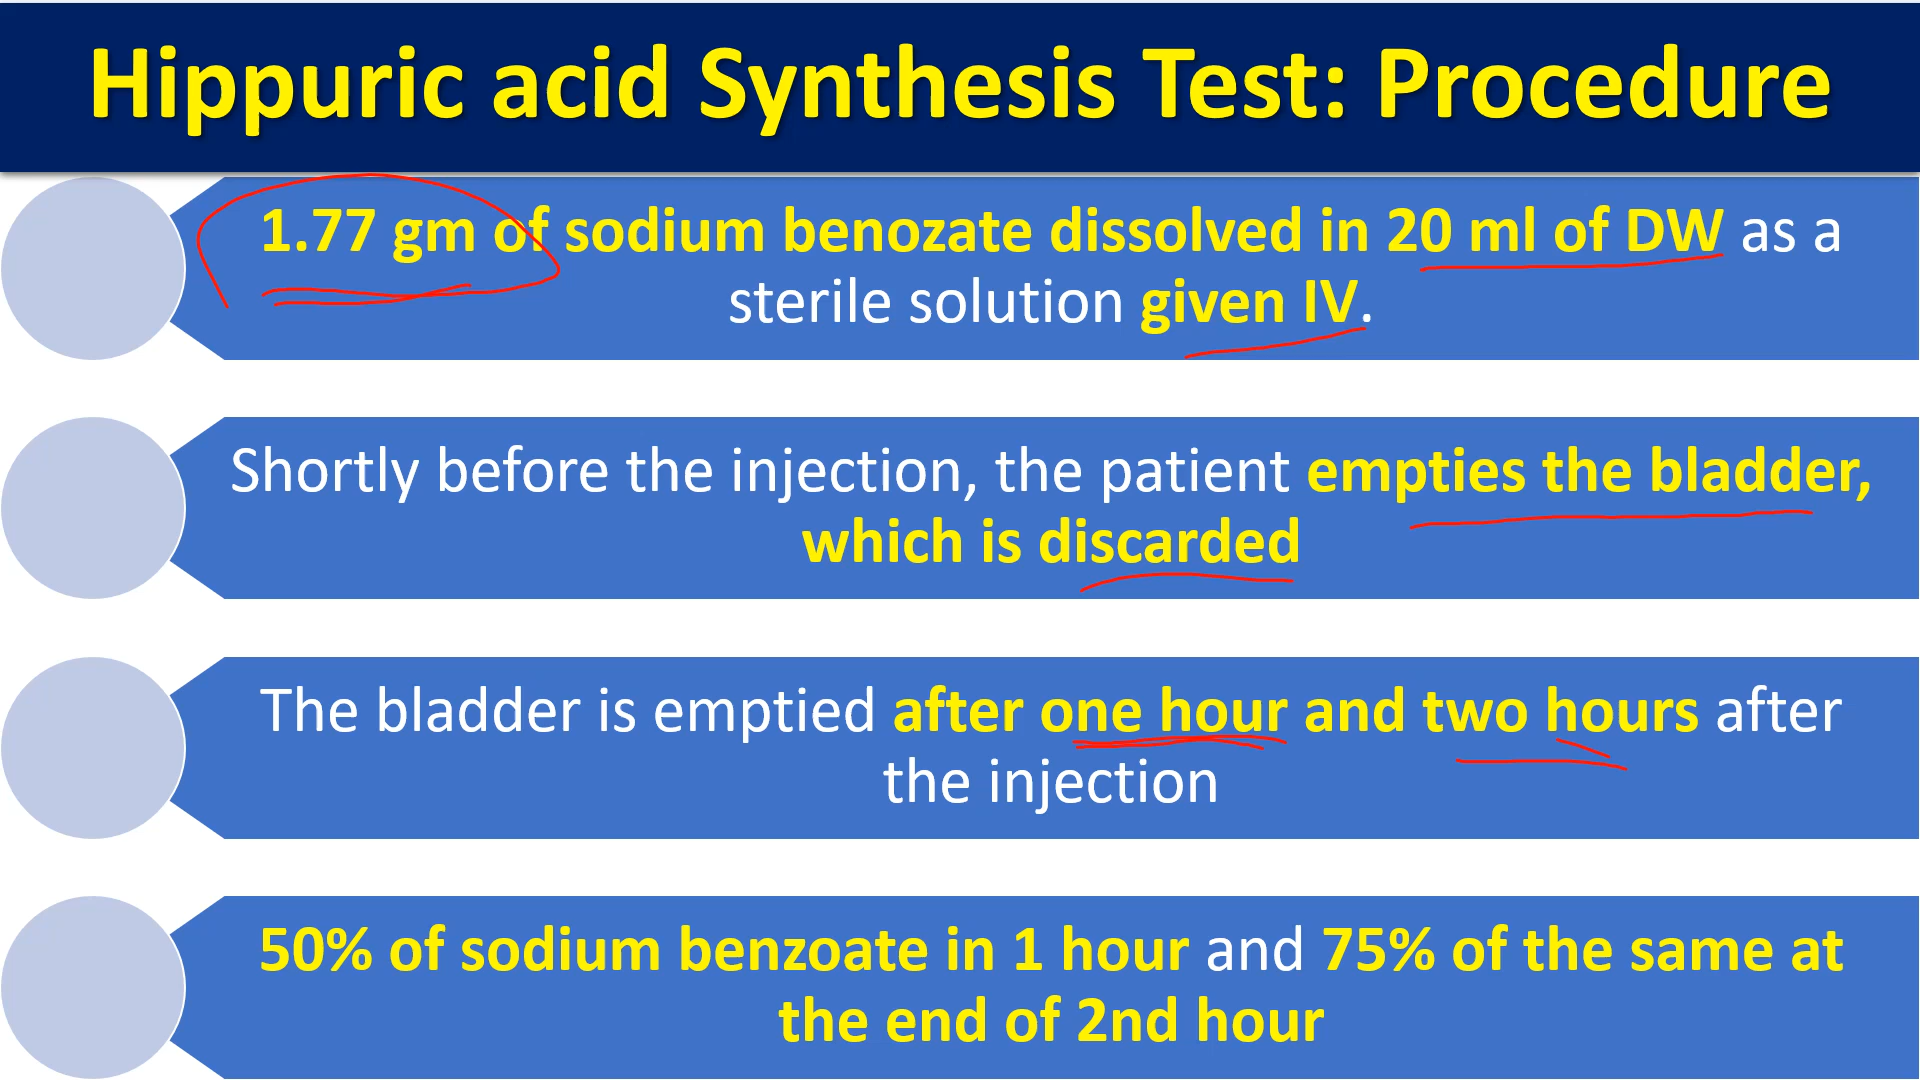 Hippuric acid Synthesis Test: Procedure
1.77 gm of sodium benozate dissolved in 20 ml of DW as a
sterile solution given IV.
Shortly before the injection, the patient empties the bladder,
which is discarded
The bladder is emptied after one hour and two hours after
the injection
50% of sodium benzoate in 1 hour and 75% of the same at
the end of 2nd hour